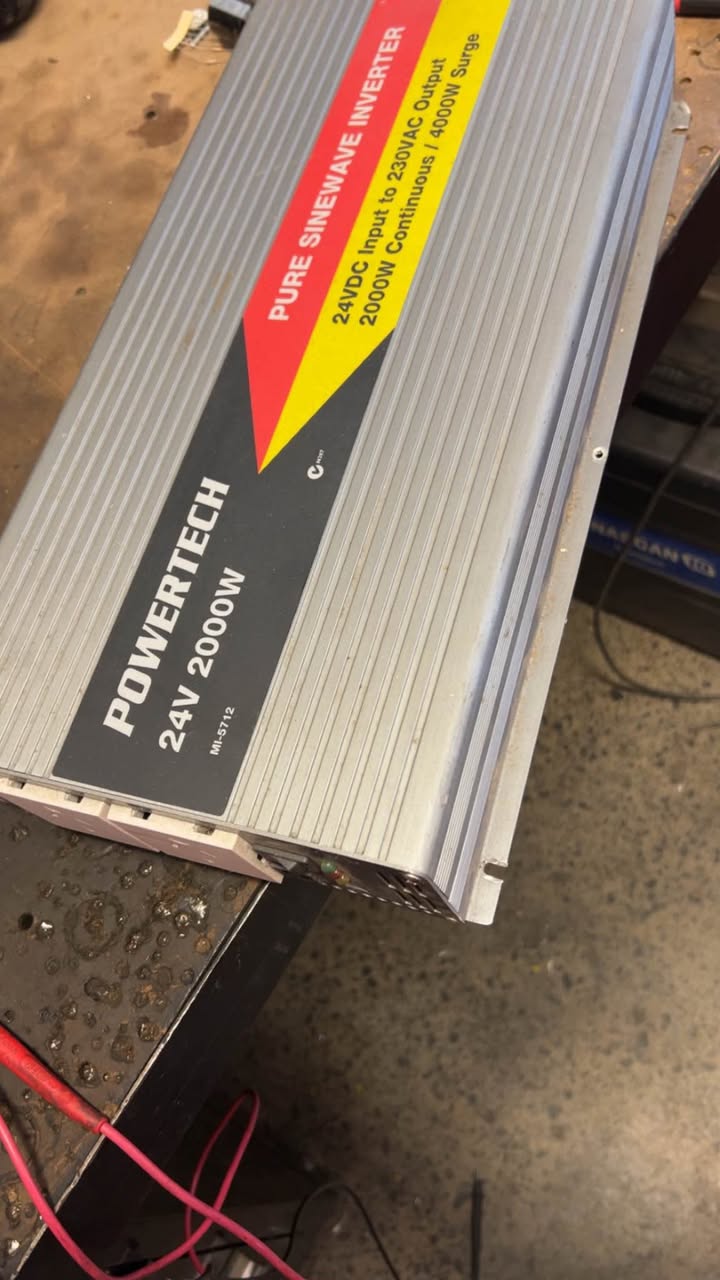 PURE SINEWAVE INVERTER
24VDC Input to 230VAC Output
2000W Continuous / 4000W Surge
POWERTECH
24V 2000W
MI-5712